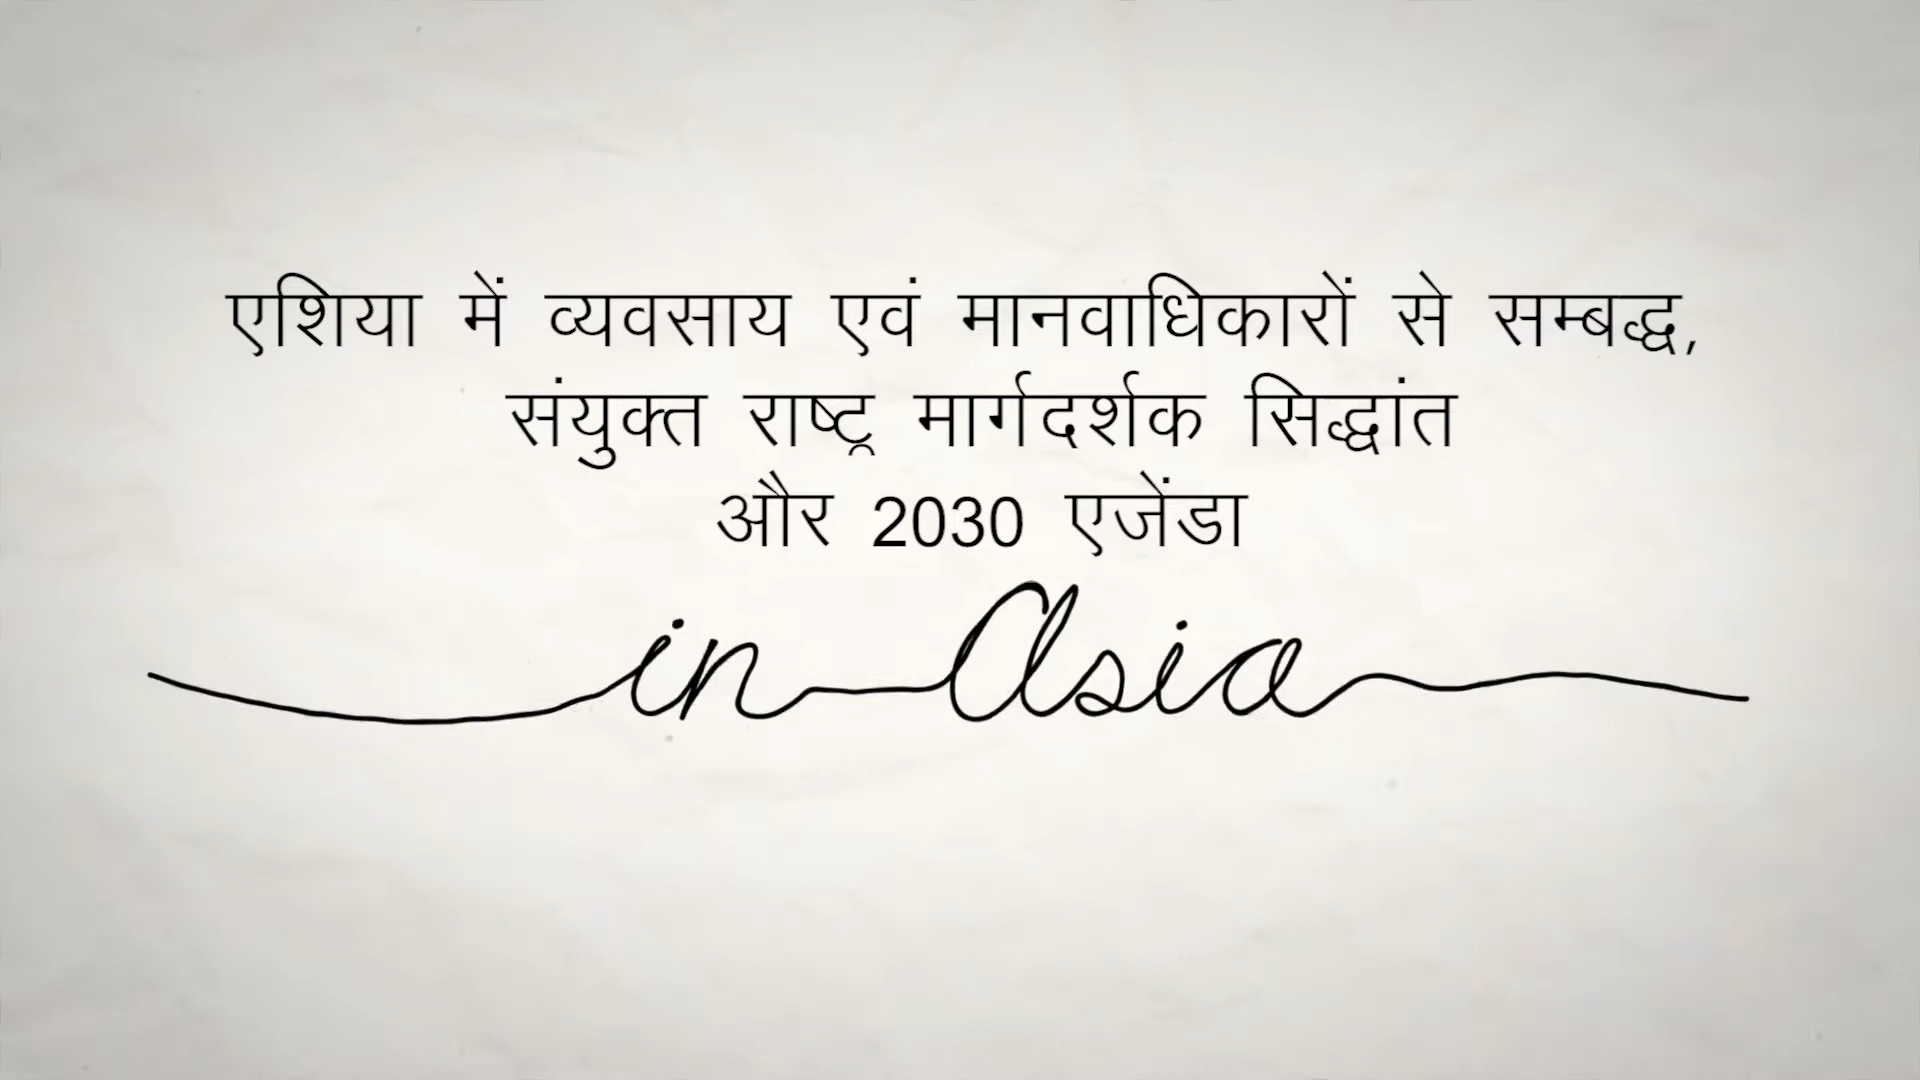 एशिया में व्यवसाय एवं मानवाधिकारों से सम्बद्ध,
संयुक्त राष्ट्र मार्गदर्शक सिद्धांत
और 2030 एजेंडा
in Asia